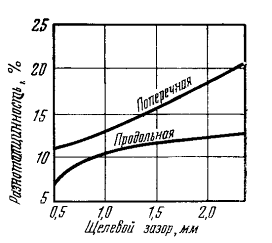 Разнотолщинность, %
25
20
15
10
5
Поперечная
Продольная
0,5
1,0
1,5
2,0
Щелевой зазор, мм